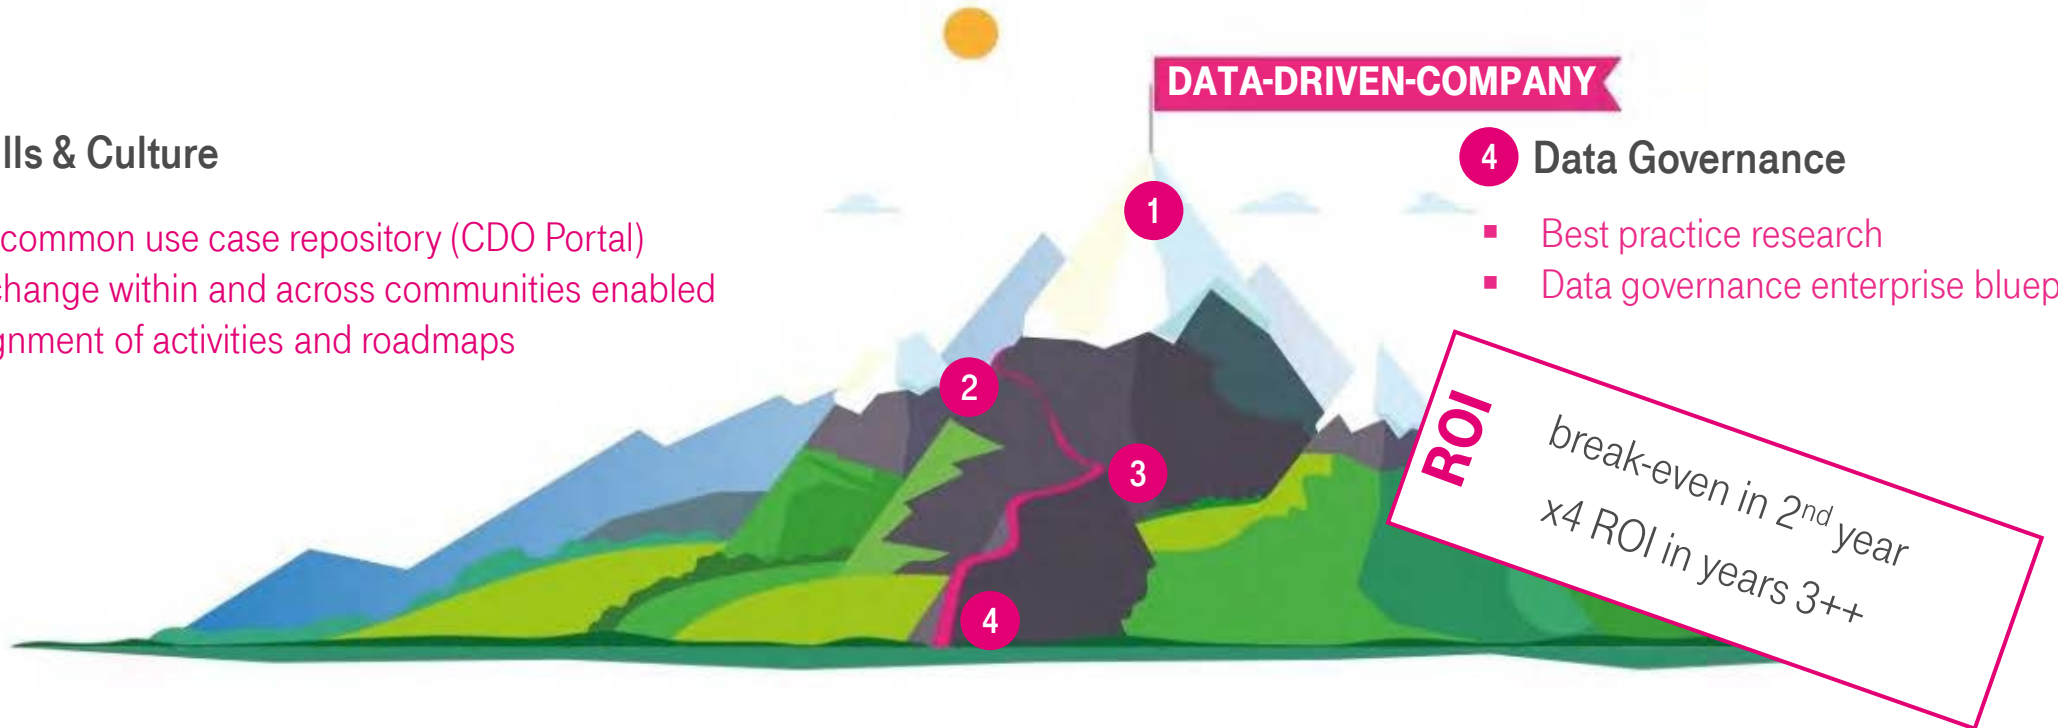 DATA-DRIVEN-COMPANY
lls & Culture
common use case repository (CDO Portal)
change within and across communities enabled
gnment of activities and roadmaps
4 Data Governance
▪ Best practice research
▪ Data governance enterprise bluep
1
2
3
4
ROI
break-even in 2nd year
x4 ROI in years 3++